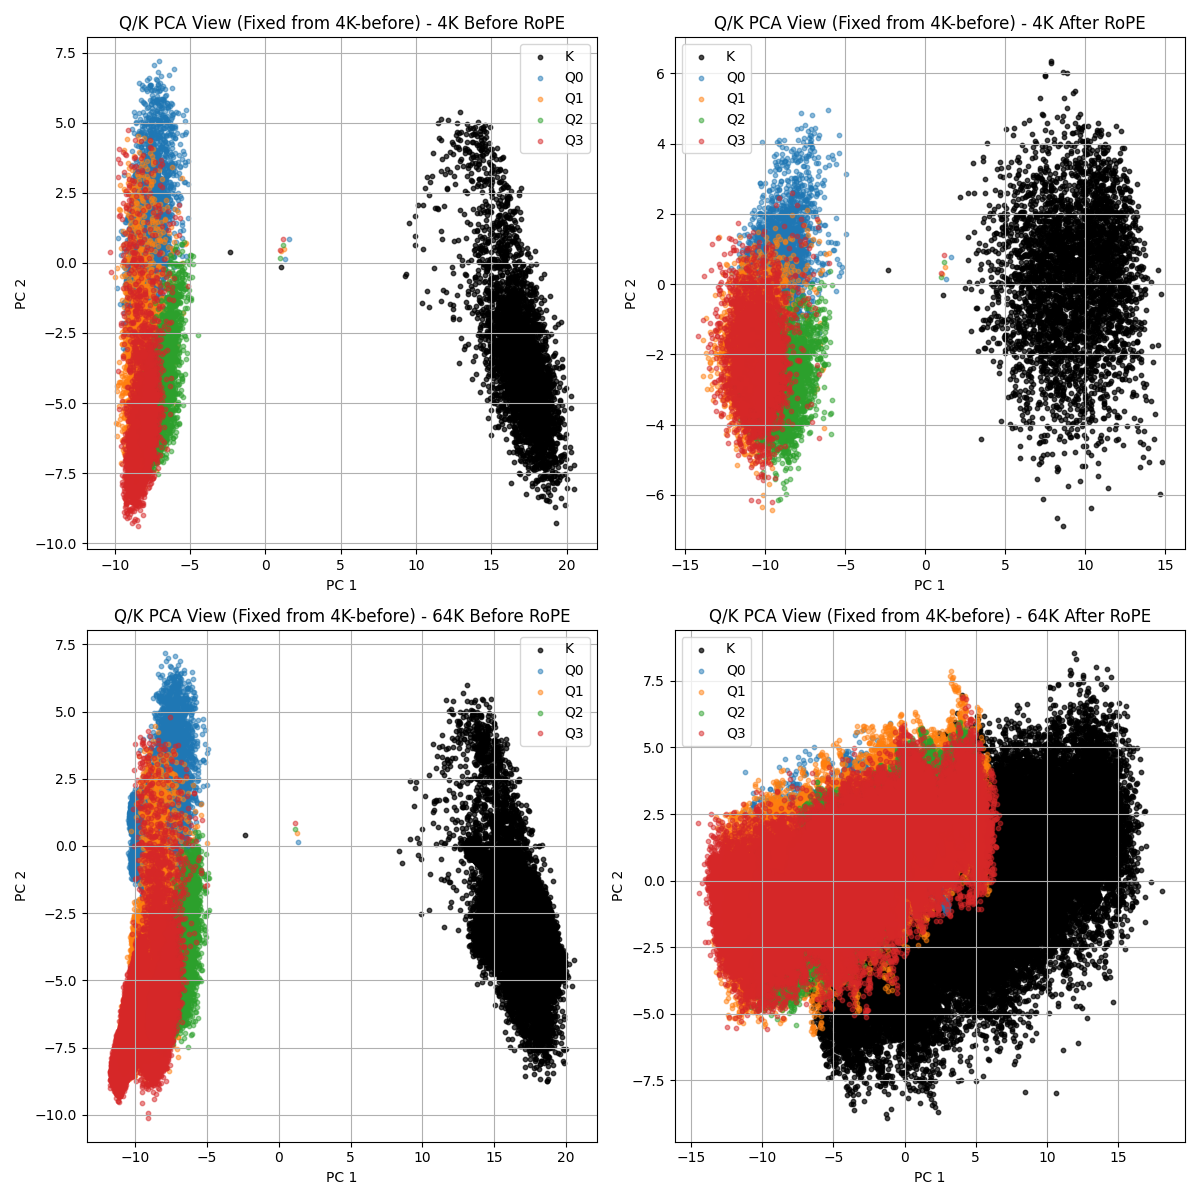 Q/K PCA View (Fixed from 4K-before) - 4K Before RoPE
7.5
5.0
2.5
0.0
−2.5
−5.0
−7.5
−10.0
PC 2
−10
−5
0
5
10
15
20
PC 1
K
Q0
Q1
Q2
Q3
Q/K PCA View (Fixed from 4K-before) - 4K After RoPE
6
4
2
0
−2
−4
−6
PC 2
−15
−10
−5
0
5
10
15
PC 1
K
Q0
Q1
Q2
Q3
Q/K PCA View (Fixed from 4K-before) - 64K Before RoPE
7.5
5.0
2.5
0.0
−2.5
−5.0
−7.5
−10.0
PC 2
−10
−5
0
5
10
15
20
PC 1
K
Q0
Q1
Q2
Q3
Q/K PCA View (Fixed from 4K-before) - 64K After RoPE
7.5
5.0
2.5
0.0
−2.5
−5.0
−7.5
PC 2
−15
−10
−5
0
5
10
15
PC 1
K
Q0
Q1
Q2
Q3